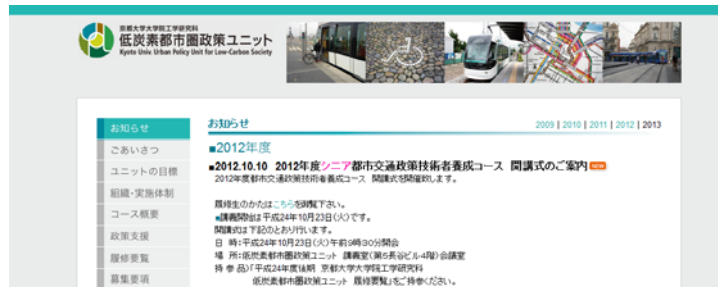 京都大学大学院工学研究科
低炭素都市圏政策ユニット
Kyoto Univ. Urban Policy Unit for Low-Carbon Society
お知らせ
ごあいさつ
ユニットの目標
組織・実施体制
コース概要
政策支援
履修要覧
募集要項
お知らせ
2009 | 2010 | 2011 | 2012 | 2013
■2012年度
■2012.10.10 2012年度シニア都市交通政策技術者養成コース 開講式のご案内 NEW
2012年度都市交通政策技術者養成コース 開講式を開催致します。
履修生のかたはこちらを御覧下さい。
■講義開始は平成24年10月23日(火)です。
開講式は下記のとおり行います。
日 時:平成24年10月23日(火)午前9時30分開会
場 所:低炭素都市圏政策ユニット 講義室(第5長谷ビル4階)会議室
持 参 品)「平成24年度後期 京都大学大学院工学研究科
低炭素都市圏政策ユニット 履修要覧」をご持参ください。